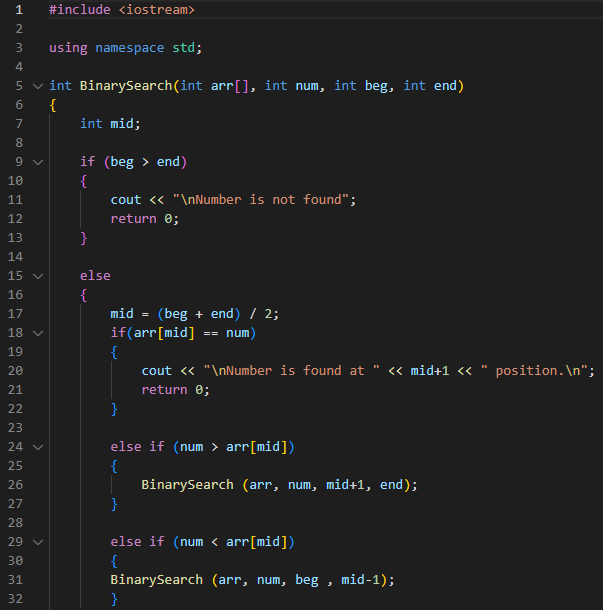 1 #include <iostream>
2
3 using namespace std;
4
5 int BinarySearch(int arr[], int num, int beg, int end)
6 {
7     int mid;
8
9     if (beg > end)
10     {
11         cout << "\nNumber is not found";
12         return 0;
13     }
14
15     else
16     {
17         mid = (beg + end) / 2;
18         if(arr[mid] == num)
19         {
20             cout << "\nNumber is found at " << mid+1 << " position.\n";
21             return 0;
22         }
23
24         else if (num > arr[mid])
25         {
26             BinarySearch (arr, num, mid+1, end);
27         }
28
29         else if (num < arr[mid])
30         {
31         BinarySearch (arr, num, beg , mid-1);
32         }